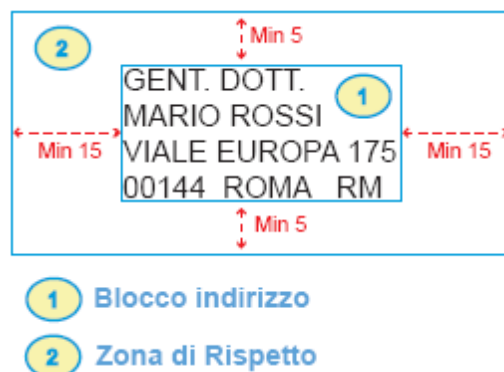 2
Min 5
GENT. DOTT.
1
MARIO ROSSI
Min 15
VIALE EUROPA 175
Min 15
00144 ROMA RM
Min 5
1 Blocco indirizzo
2 Zona di Rispetto